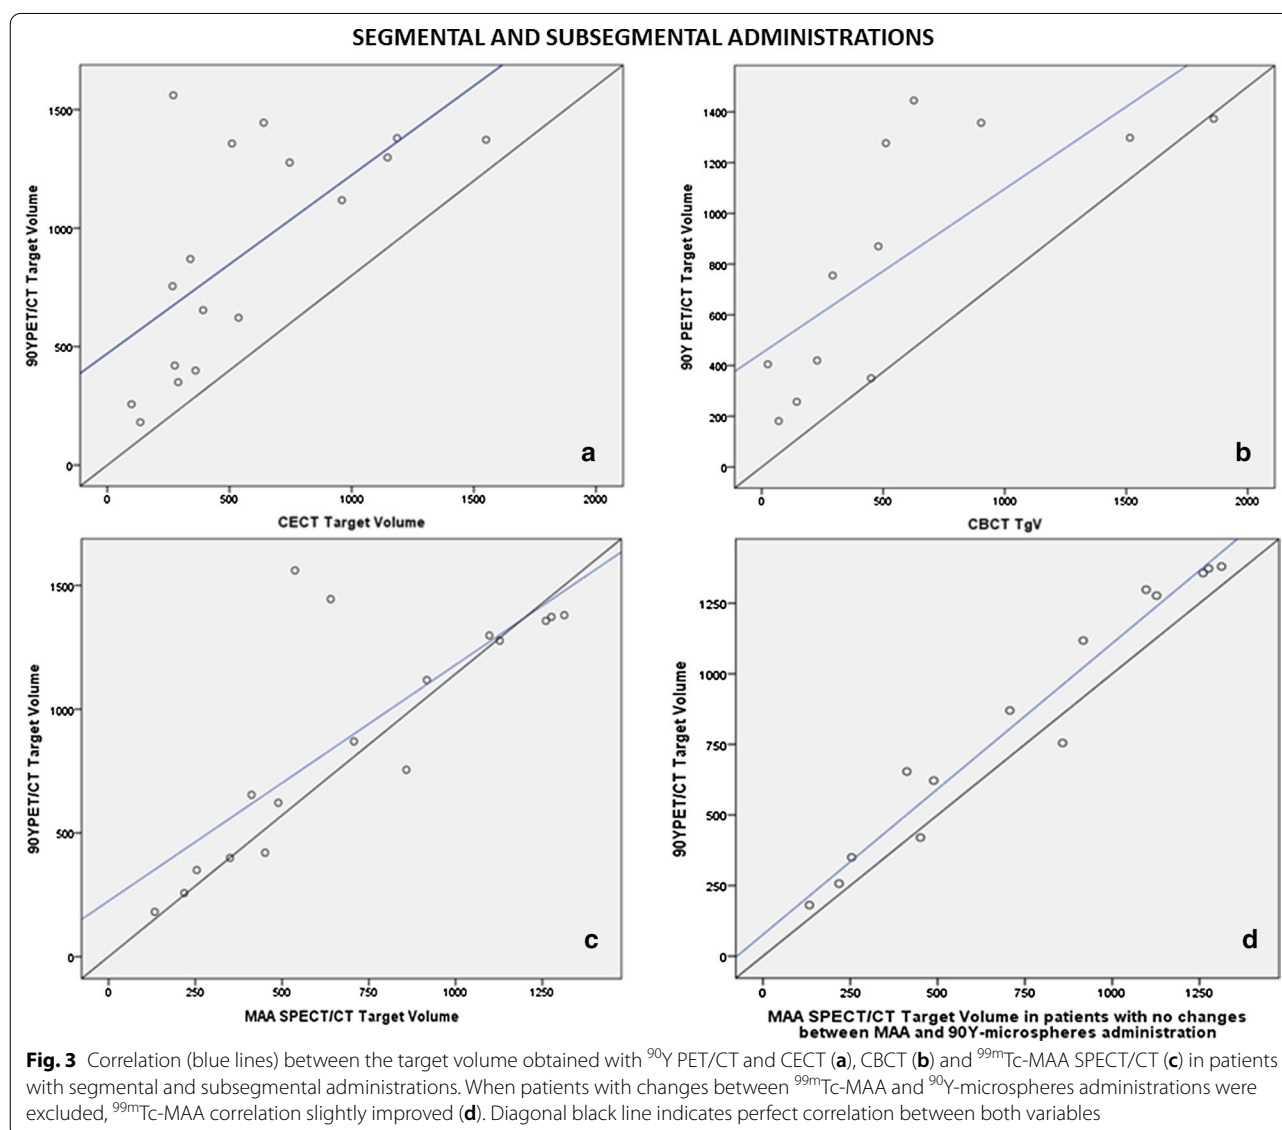 SEGMENTAL AND SUBSEGMENTAL ADMINISTRATIONS
90YPET/CT Target Volume
1500
1000
500
0
a
0 500 1000 1500 2000
CECT Target Volume
90Y PET/CT Target Volume
1400
1200
1000
800
600
400
200
0
b
0 500 1000 1500 2000
CBCT TgV
90YPET/CT Target Volume
1500
1000
500
0
c
0 250 500 750 1000 1250
MAA SPECT/CT Target Volume
90YPET/CT Target Volume
1250
1000
750
500
250
0
d
0 250 500 750 1000 1250
MAA SPECT/CT Target Volume in patients with no changes
between MAA and 90Y-microspheres administration
Fig. 3 Correlation (blue lines) between the target volume obtained with ⁹⁰Y PET/CT and CECT (a), CBCT (b) and ⁹⁹ᵐTc-MAA SPECT/CT (c) in patients
with segmental and subsegmental administrations. When patients with changes between ⁹⁹ᵐTc-MAA and ⁹⁰Y-microspheres administrations were
excluded, ⁹⁹ᵐTc-MAA correlation slightly improved (d). Diagonal black line indicates perfect correlation between both variables